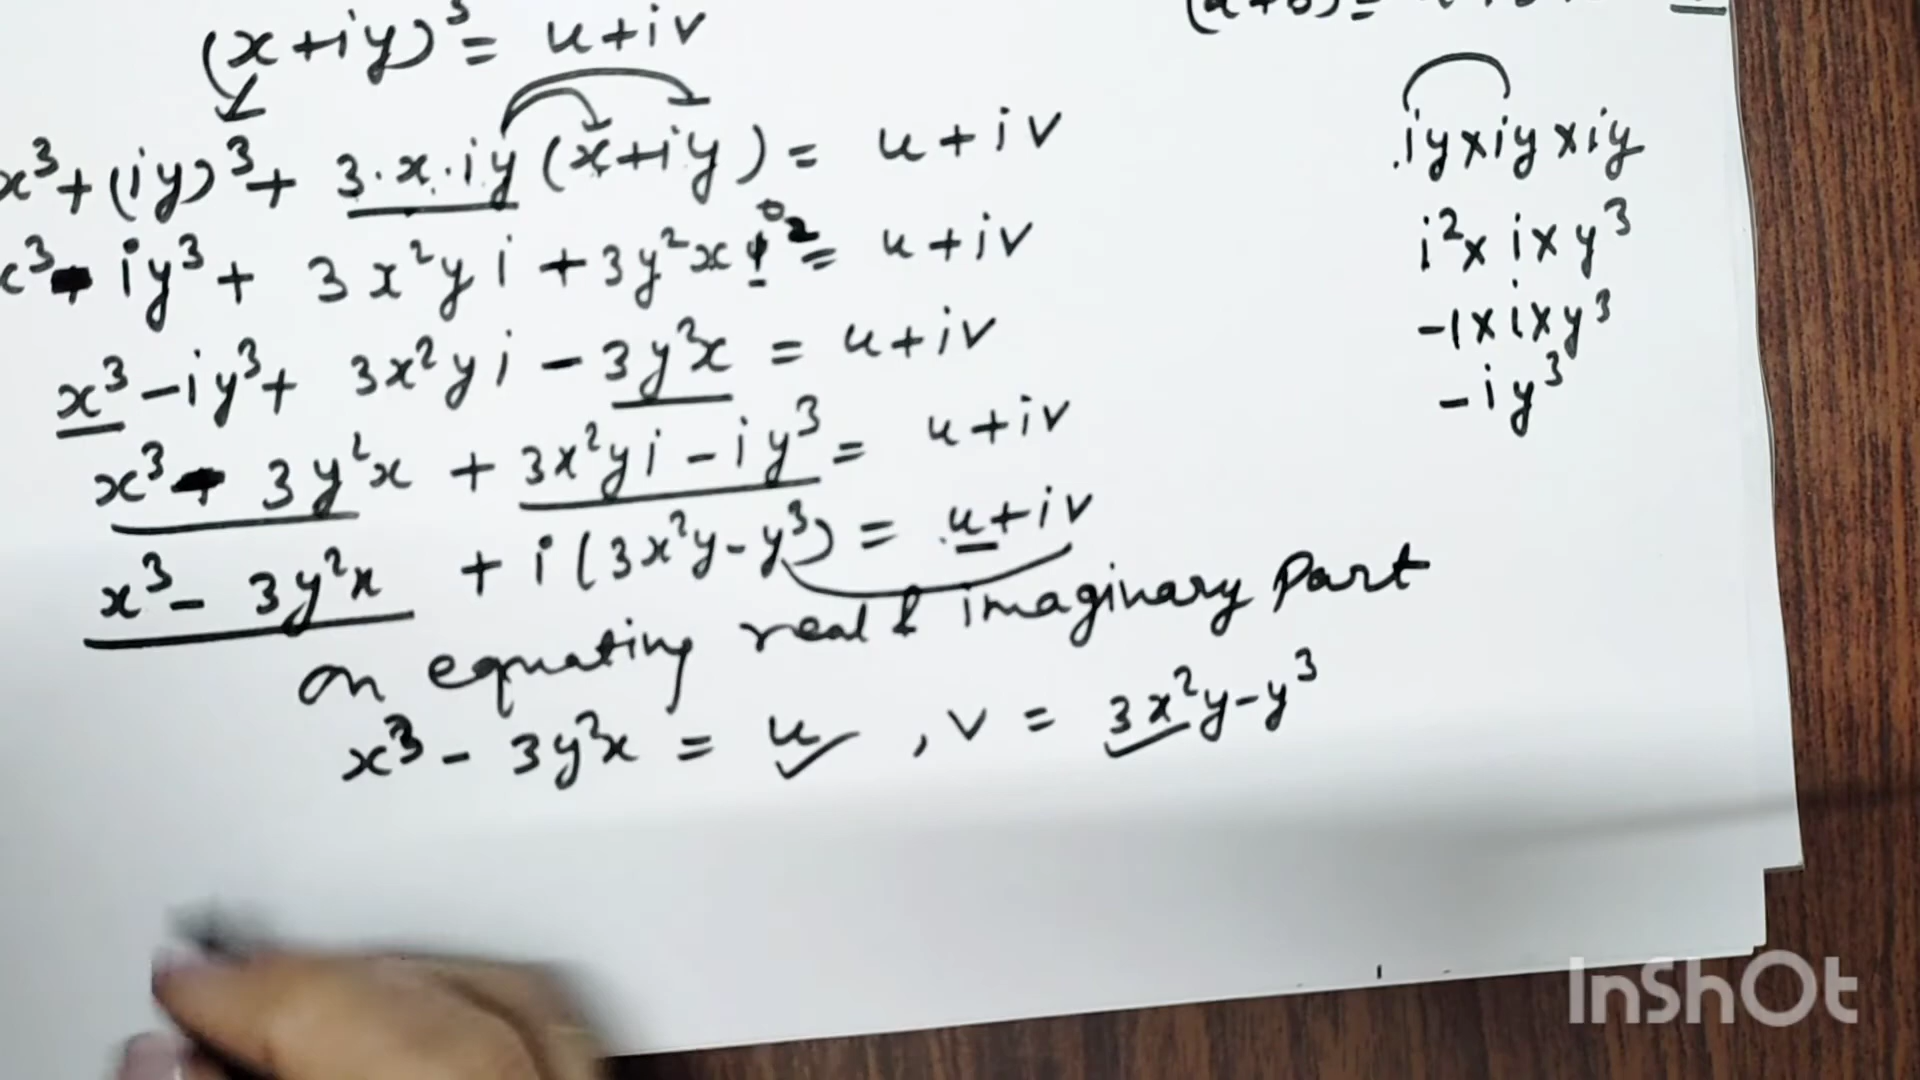 (x+iy)³ = u+iv
x³+(iy)³+ 3·x·iy (x+iy) = u+iv
x³ - iy³ + 3x²yi + 3y²x i² = u+iv
x³ -iy³+ 3x²yi - 3y²x = u+iv
x³ - 3y²x + 3x²yi - iy³ = u+iv
x³ - 3y²x + i(3x²y-y³) = u+iv
on equating real & imaginary Part
x³ - 3y²x = u , v = 3x²y-y³
iy×iy×iy
i²× i×y³
-1×i×y³
-iy³
InShOt